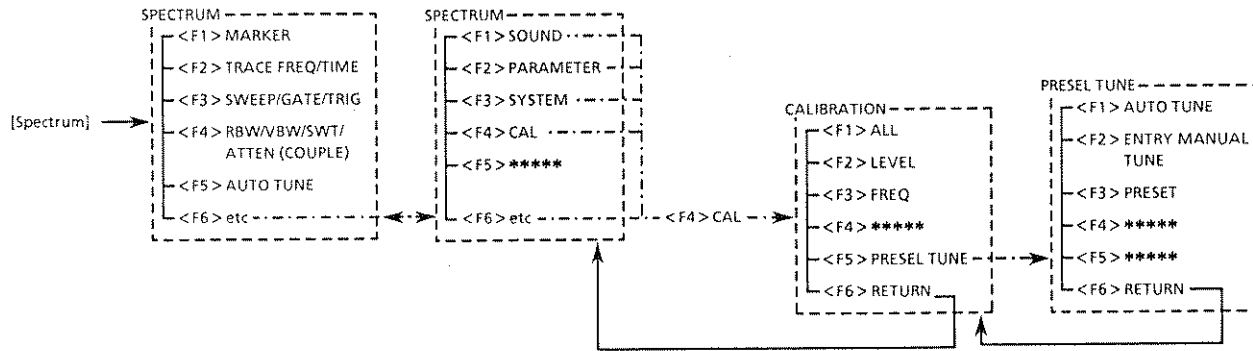 [Spectrum]
SPECTRUM
<F1> MARKER
<F2> TRACE FREQ/TIME
<F3> SWEEP/GATE/TRIG
<F4> RBW/VBW/SWT/
ATTEN (COUPLE)
<F5> AUTO TUNE
<F6> etc
SPECTRUM
<F1> SOUND
<F2> PARAMETER
<F3> SYSTEM
<F4> CAL
<F5> *****
<F6> etc
<F4> CAL
CALIBRATION
<F1> ALL
<F2> LEVEL
<F3> FREQ
<F4> *****
<F5> PRESEL TUNE
<F6> RETURN
PRESEL TUNE
<F1> AUTO TUNE
<F2> ENTRY MANUAL
TUNE
<F3> PRESET
<F4> *****
<F5> *****
<F6> RETURN